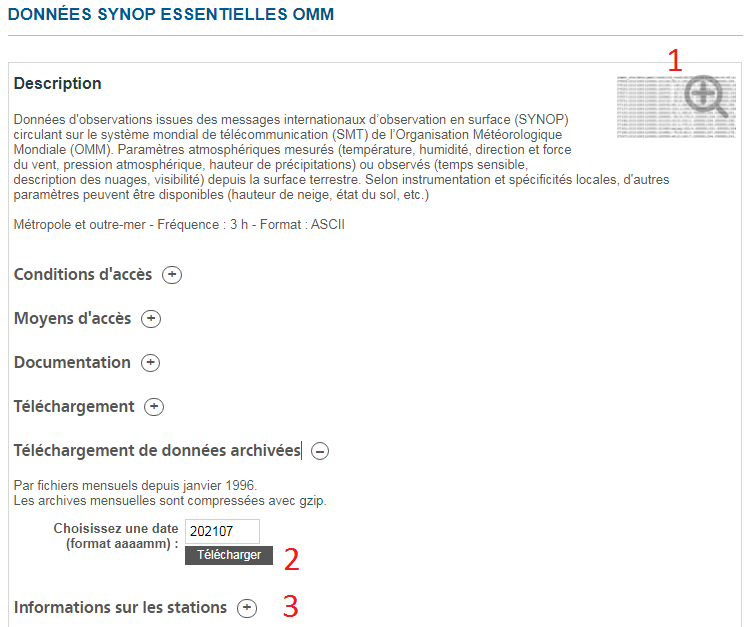 DONNÉES SYNOP ESSENTIELLES OMM
1
Description
Données d'observations issues des messages internationaux d'observation en surface (SYNOP)
circulant sur le système mondial de télécommunication (SMT) de l'Organisation Météorologique
Mondiale (OMM). Paramètres atmosphériques mesurés (température, humidité, direction et force
du vent, pression atmosphérique, hauteur de précipitations) ou observés (temps sensible,
description des nuages, visibilité) depuis la surface terrestre. Selon instrumentation et spécificités locales, d'autres
paramètres peuvent être disponibles (hauteur de neige, état du sol, etc.)
Métropole et outre-mer - Fréquence : 3 h - Format : ASCII
Conditions d'accès
Moyens d'accès
Documentation
Téléchargement
Téléchargement de données archivées
Par fichiers mensuels depuis janvier 1996.
Les archives mensuelles sont compressées avec gzip.
Choisissez une date
(format aaaamm) : 202107
Télécharger 2
Informations sur les stations 3